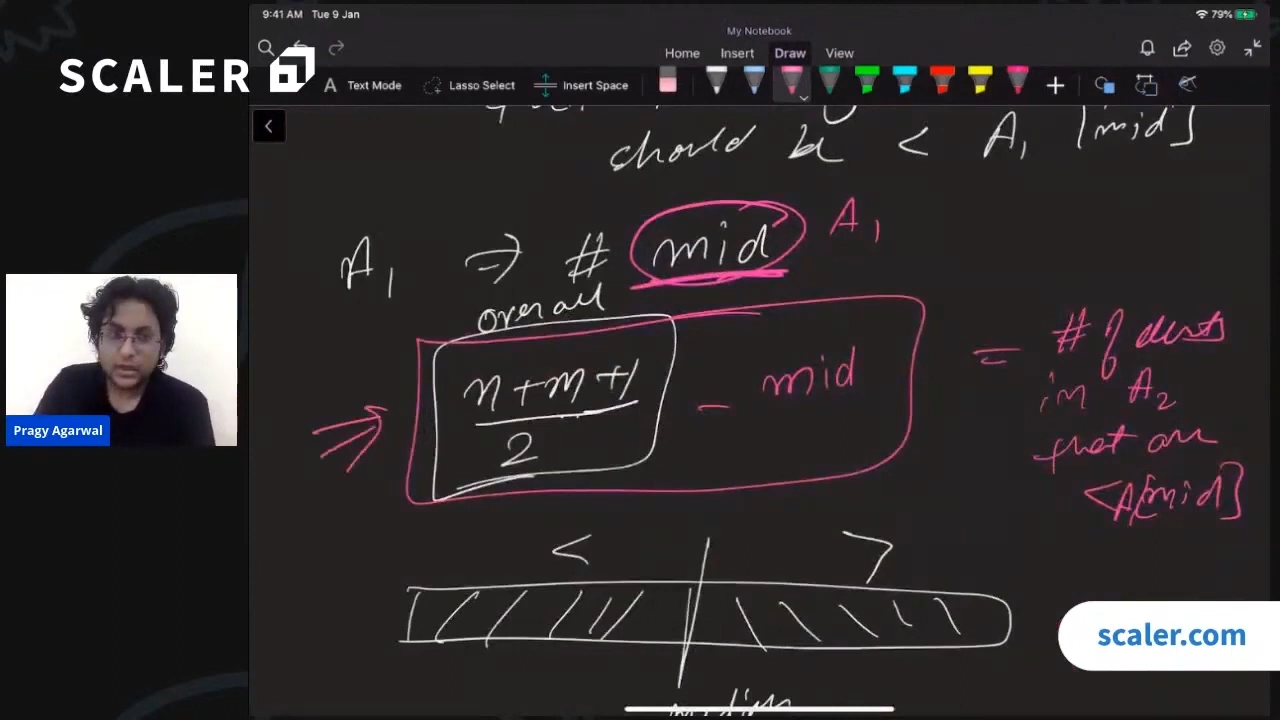 9:41 AM Tue 9 Jan
79%
My Notebook
SCALER
Home Insert Draw View
Text Mode Lasso Select Insert Space
should be < A1 [mid]
A1 ⇒ # mid A1
overall
n+m+1
2
- mid
= # of elements
in A2
that are
< A[mid]
Pragy Agarwal
< >
scaler.com
median